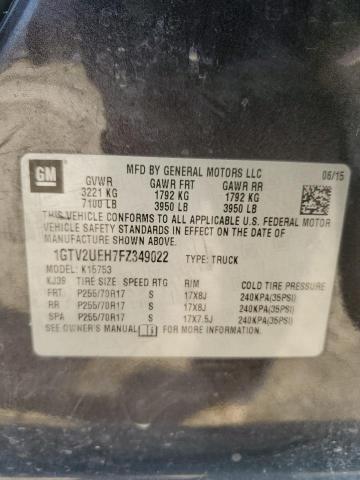 GM
MFD BY GENERAL MOTORS LLC 06/15
GVWR GAWR FRT GAWR RR
3221 KG 1792 KG 1792 KG
7100 LB 3950 LB 3950 LB
THIS VEHICLE CONFORMS TO ALL APPLICABLE U.S. FEDERAL MOTOR
VEHICLE SAFETY STANDARDS IN EFFECT ON THE DATE OF
MANUFACTURE SHOWN ABOVE.
1GTV2UEH7FZ349022 TYPE: TRUCK
MODEL: K15753
KJ39 TIRE SIZE SPEED RTG RIM COLD TIRE PRESSURE
FRT P255/70R17 S 17X8J 240KPA(35PSI)
RR P255/70R17 S 17X8J 240KPA(35PSI)
SPA P255/70R17 S 17X7.5J 240KPA(35PSI)
SEE OWNER'S MANUAL FOR MORE INFORMATION.